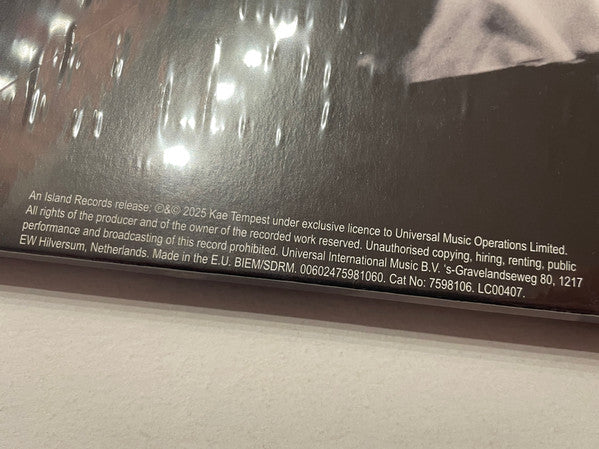 An Island Records release; ℗&© 2025 Kae Tempest under exclusive licence to Universal Music Operations Limited.
All rights of the producer and of the owner of the recorded work reserved. Unauthorised copying, hiring, renting, public
performance and broadcasting of this record prohibited. Universal International Music B.V. 's-Gravelandseweg 80, 1217
EW Hilversum, Netherlands. Made in the E.U. BIEM/SDRM. 00602475981060. Cat No: 7598106. LC00407.